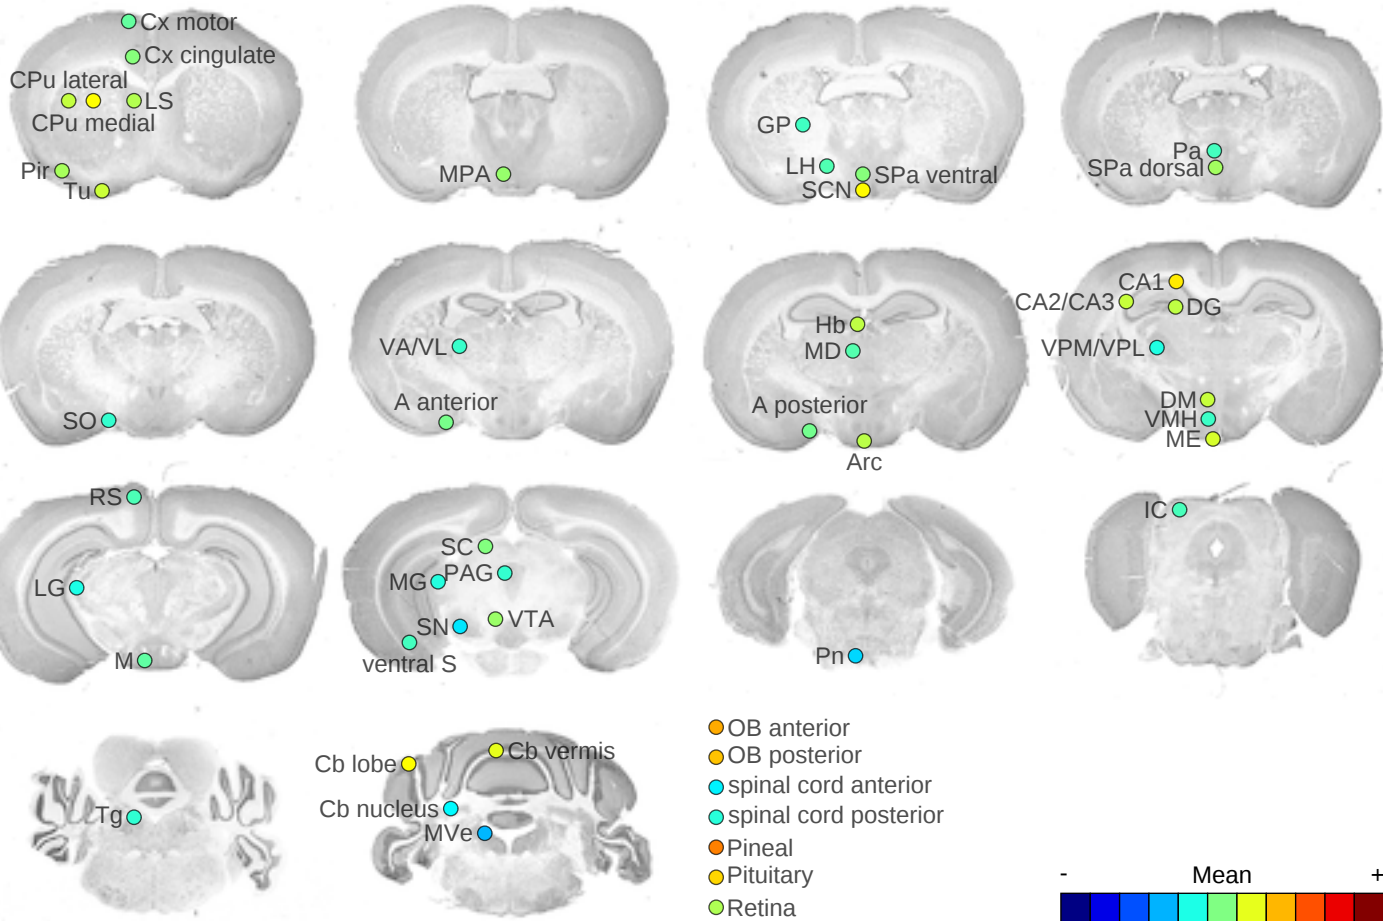 Cx motor
Cx cingulate
CPu lateral
LS
CPu medial
Pir
Tu
MPA
GP
LH
SPa ventral
SCN
Pa
SPa dorsal
SO
VA/VL
A anterior
Hb
MD
A posterior
Arc
CA1
CA2/CA3
DG
VPM/VPL
DM
VMH
ME
RS
LG
M
SC
MG
PAG
SN
VTA
ventral S
Pn
IC
Tg
Cb lobe
Cb vermis
Cb nucleus
MVe
OB anterior
OB posterior
spinal cord anterior
spinal cord posterior
Pineal
Pituitary
Retina
- Mean +